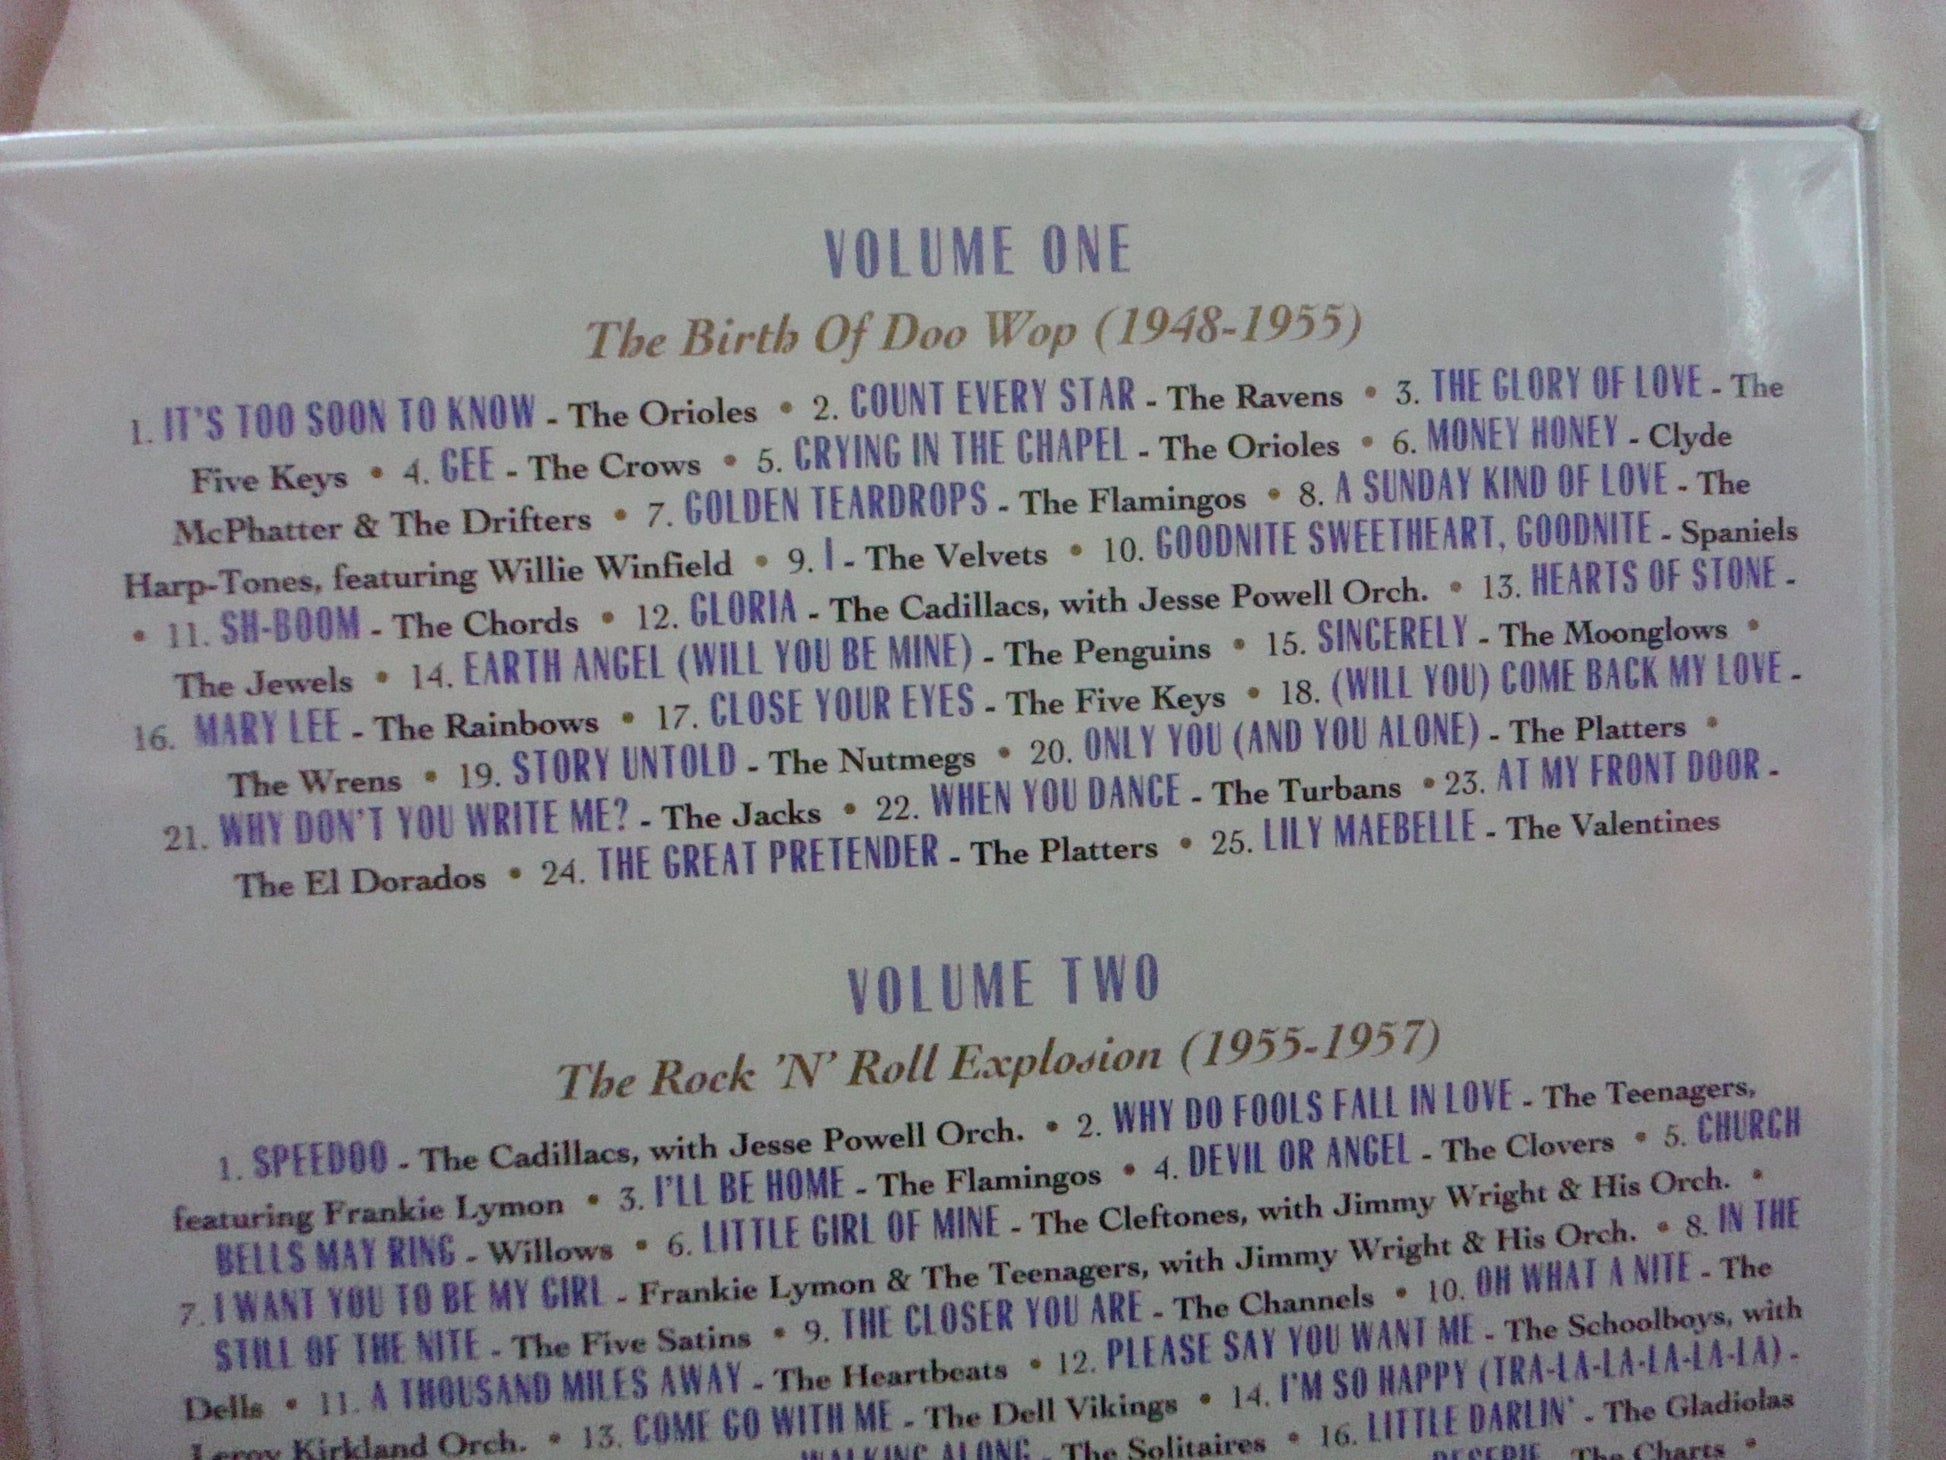 VOLUME ONE
The Birth Of Doo Wop (1948-1955)
1. IT'S TOO SOON TO KNOW - The Orioles • 2. COUNT EVERY STAR - The Ravens • 3. THE GLORY OF LOVE - The
Five Keys • 4. GEE - The Crows • 5. CRYING IN THE CHAPEL - The Orioles • 6. MONEY HONEY - Clyde
McPhatter & The Drifters • 7. GOLDEN TEARDROPS - The Flamingos • 8. A SUNDAY KIND OF LOVE - The
Harp-Tones, featuring Willie Winfield • 9. I - The Velvets • 10. GOODNITE SWEETHEART, GOODNITE - Spaniels
• 11. SH-BOOM - The Chords • 12. GLORIA - The Cadillacs, with Jesse Powell Orch. • 13. HEARTS OF STONE -
The Jewels • 14. EARTH ANGEL (WILL YOU BE MINE) - The Penguins • 15. SINCERELY - The Moonglows •
16. MARY LEE - The Rainbows • 17. CLOSE YOUR EYES - The Five Keys • 18. (WILL YOU) COME BACK MY LOVE -
The Wrens • 19. STORY UNTOLD - The Nutmegs • 20. ONLY YOU (AND YOU ALONE) - The Platters •
21. WHY DON'T YOU WRITE ME? - The Jacks • 22. WHEN YOU DANCE - The Turbans • 23. AT MY FRONT DOOR -
The El Dorados • 24. THE GREAT PRETENDER - The Platters • 25. LILY MAEBELLE - The Valentines
VOLUME TWO
The Rock 'N' Roll Explosion (1955-1957)
1. SPEEDOO - The Cadillacs, with Jesse Powell Orch. • 2. WHY DO FOOLS FALL IN LOVE - The Teenagers,
featuring Frankie Lymon • 3. I'LL BE HOME - The Flamingos • 4. DEVIL OR ANGEL - The Clovers • 5. CHURCH
BELLS MAY RING - Willows • 6. LITTLE GIRL OF MINE - The Cleftones, with Jimmy Wright & His Orch. •
7. I WANT YOU TO BE MY GIRL - Frankie Lymon & The Teenagers, with Jimmy Wright & His Orch. • 8. IN THE
STILL OF THE NITE - The Five Satins • 9. THE CLOSER YOU ARE - The Channels • 10. OH WHAT A NITE - The
Dells • 11. A THOUSAND MILES AWAY - The Heartbeats • 12. PLEASE SAY YOU WANT ME - The Schoolboys, with
Leroy Kirkland Orch. • 13. COME GO WITH ME - The Dell Vikings • 14. I'M SO HAPPY (TRA-LA-LA-LA-LA-LA) -
WALKING ALONG - The Solitaires • 16. LITTLE DARLIN' - The Gladiolas
The Charts •